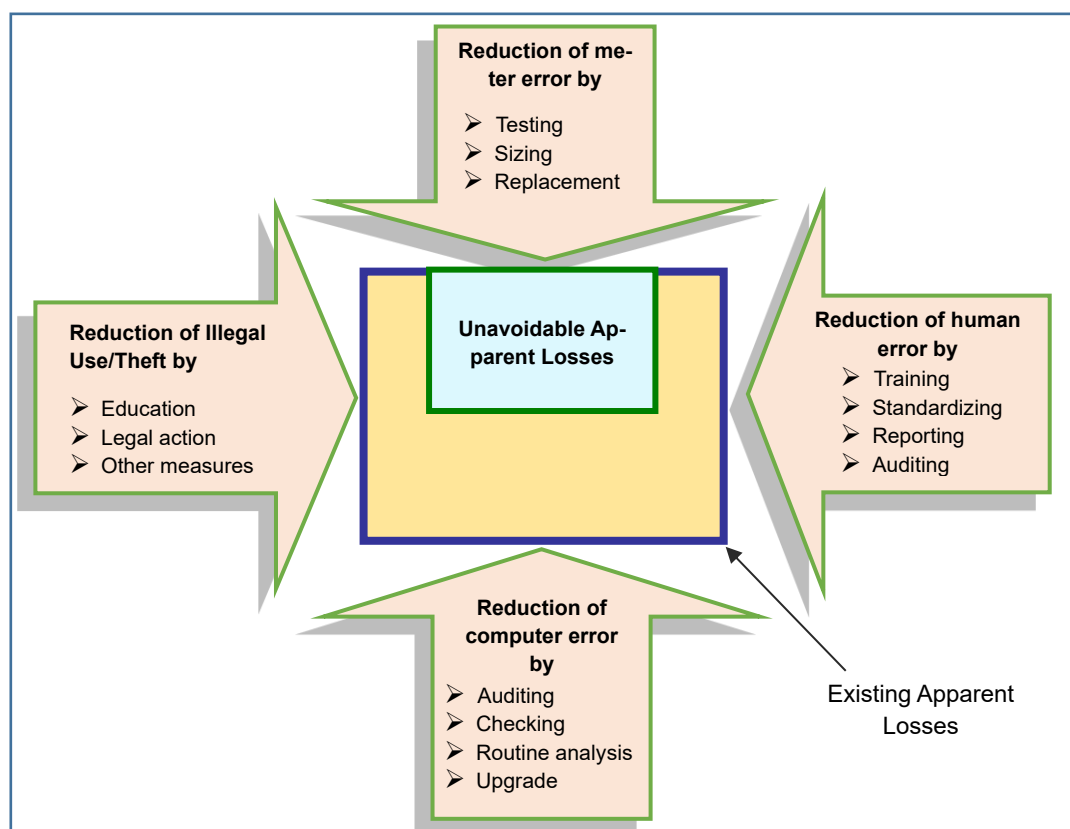 Reduction of me-
ter error by
➢ Testing
➢ Sizing
➢ Replacement
Reduction of Illegal
Use/Theft by
➢ Education
➢ Legal action
➢ Other measures
Unavoidable Ap-
parent Losses
Reduction of human
error by
➢ Training
➢ Standardizing
➢ Reporting
➢ Auditing
Reduction of
computer error
by
➢ Auditing
➢ Checking
➢ Routine analysis
➢ Upgrade
Existing Apparent
Losses